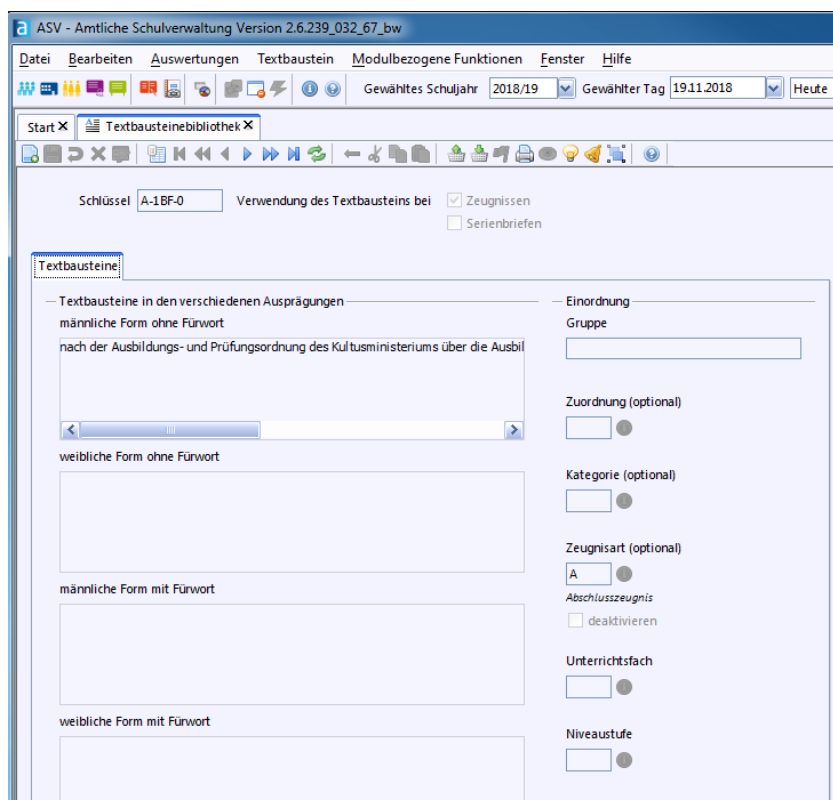 ASV - Amtliche Schulverwaltung Version 2.6.239_032_67_bw
Datei Bearbeiten Auswertungen Textbaustein Modulbezogene Funktionen Fenster Hilfe
Gewähltes Schuljahr 2018/19 Gewählter Tag 19.11.2018 Heute
Start Textbausteinebibliothek
Schlüssel A-1BF-0 Verwendung des Textbausteins bei Zeugnissen
Serienbriefen
Textbausteine
Textbausteine in den verschiedenen Ausprägungen
männliche Form ohne Fürwort
nach der Ausbildungs- und Prüfungsordnung des Kultusministeriums über die Ausbil
weibliche Form ohne Fürwort
männliche Form mit Fürwort
weibliche Form mit Fürwort
Einordnung
Gruppe
Zuordnung (optional)
Kategorie (optional)
Zeugnisart (optional)
A
Abschlusszeugnis
deaktivieren
Unterrichtsfach
Niveaustufe